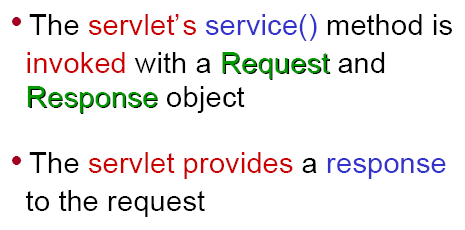 • The servlet's service() method is
invoked with a Request and
Response object
• The servlet provides a response
to the request